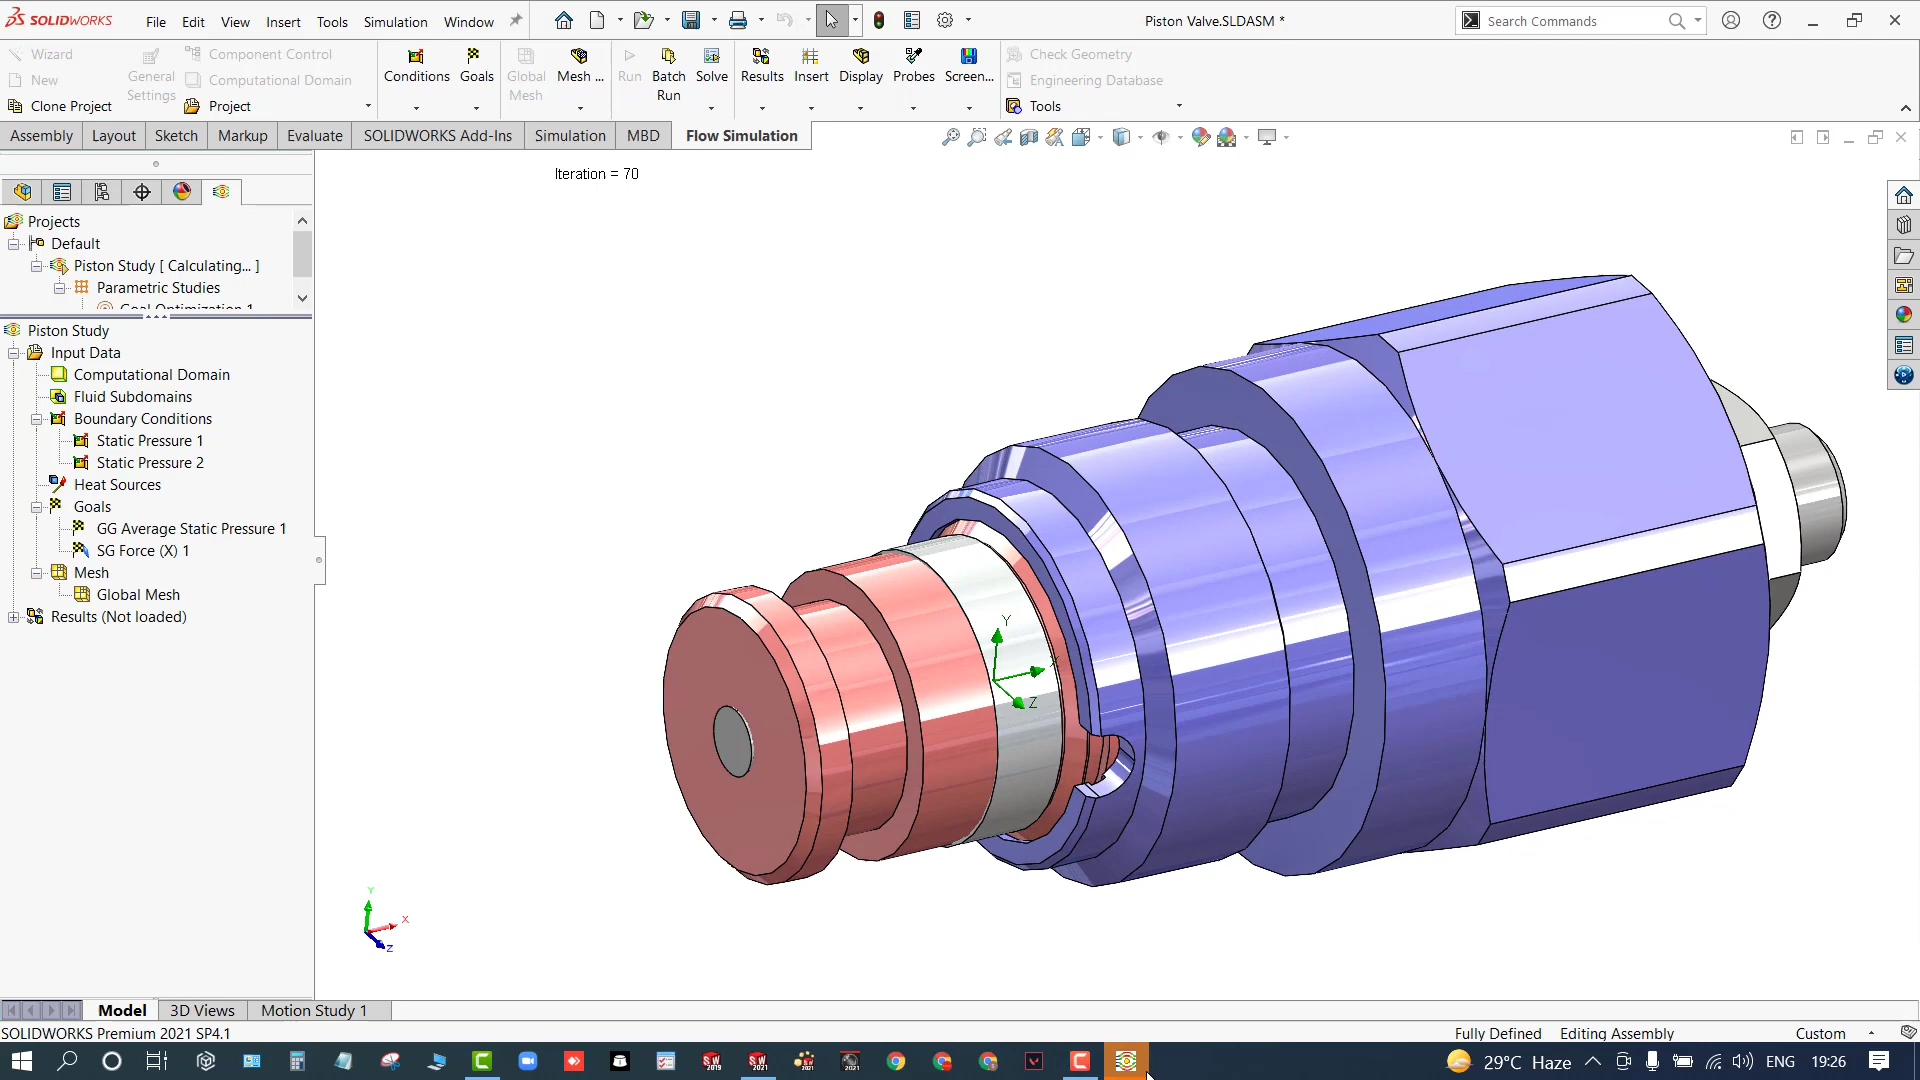 SOLIDWORKS File Edit View Insert Tools Simulation Window Piston Valve.SLDASM * Search Commands
Wizard
New
Clone Project
General Settings
Component Control
Computational Domain
Project
Conditions
Goals
Global Mesh
Mesh ...
Run
Batch Run
Solve
Results
Insert
Display
Probes
Screen...
Check Geometry
Engineering Database
Tools
Assembly Layout Sketch Markup Evaluate SOLIDWORKS Add-Ins Simulation MBD Flow Simulation
Iteration = 70
Projects
Default
Piston Study [ Calculating... ]
Parametric Studies
Goal Optimization 1
Piston Study
Input Data
Computational Domain
Fluid Subdomains
Boundary Conditions
Static Pressure 1
Static Pressure 2
Heat Sources
Goals
GG Average Static Pressure 1
SG Force (X) 1
Mesh
Global Mesh
Results (Not loaded)
Y
X
Z
Y
X
Z
Model 3D Views Motion Study 1
SOLIDWORKS Premium 2021 SP4.1 Fully Defined Editing Assembly Custom
29°C Haze ENG 19:26